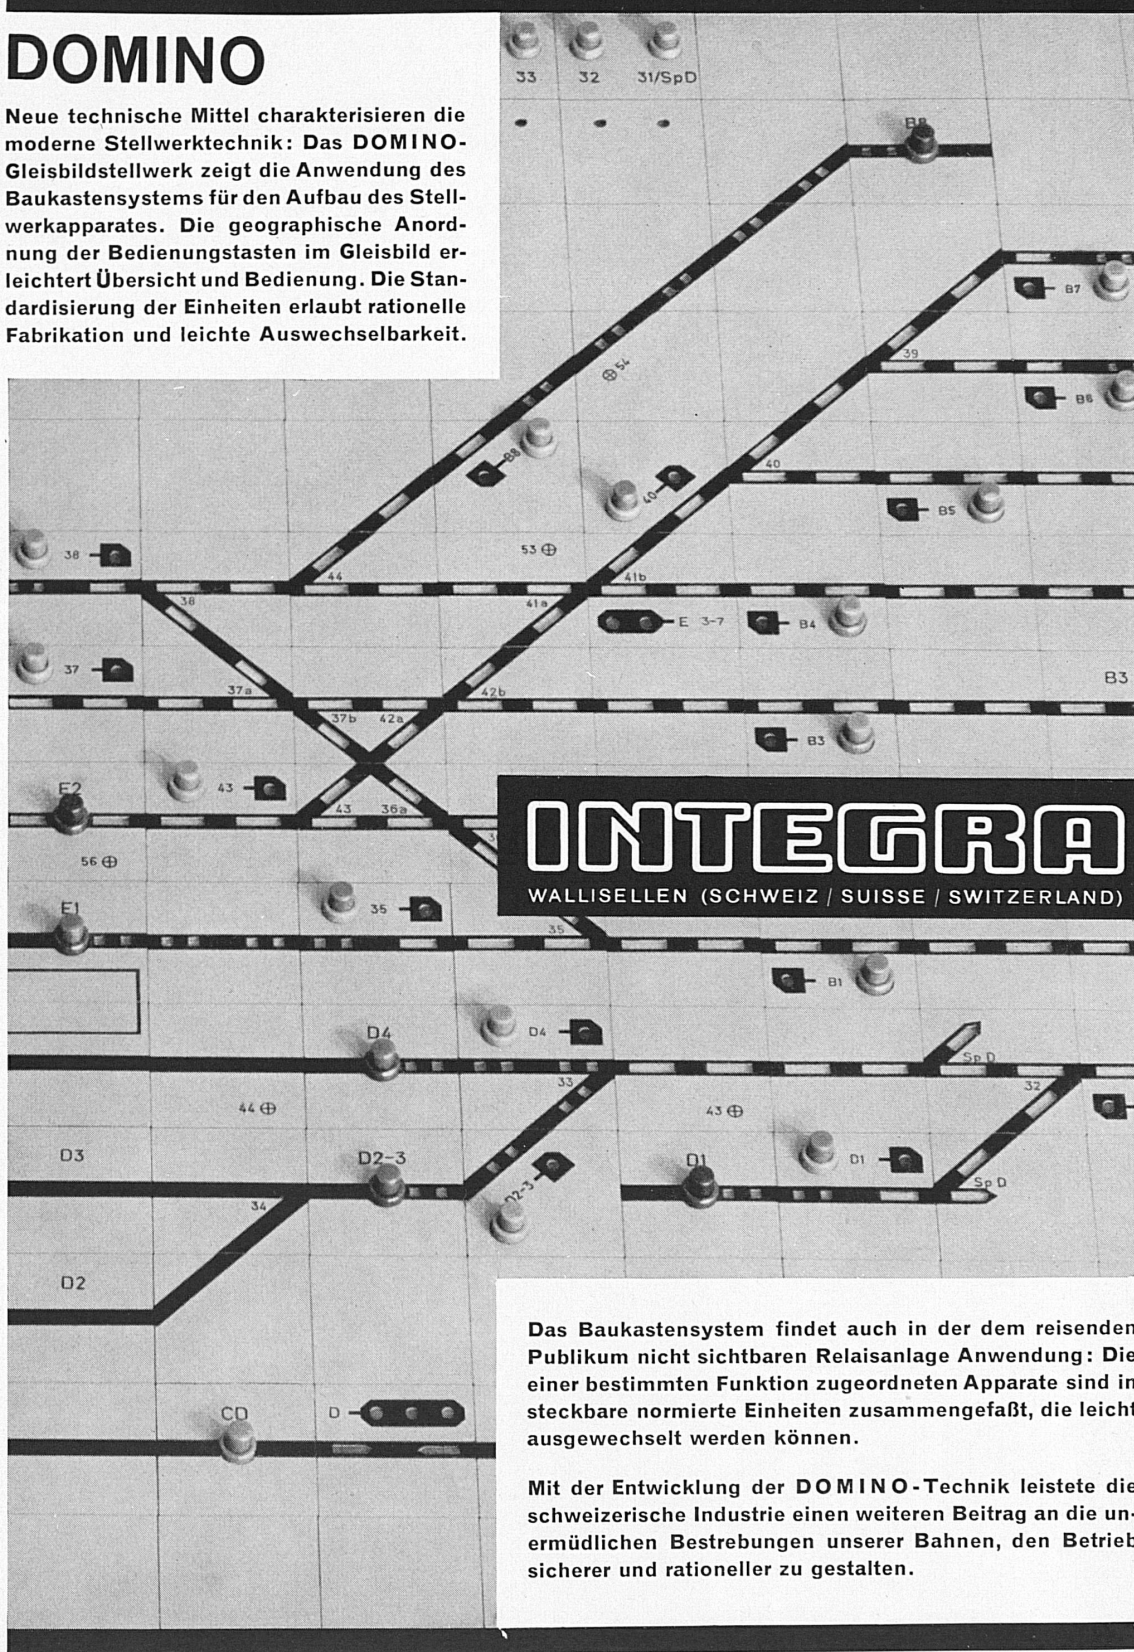 DOMINO
Neue technische Mittel charakterisieren die
moderne Stellwerktechnik: Das DOMINO-
Gleisbildstellwerk zeigt die Anwendung des
Baukastensystems für den Aufbau des Stell-
werkapparates. Die geographische Anord-
nung der Bedienungstasten im Gleisbild er-
leichtert Übersicht und Bedienung. Die Stan-
dardisierung der Einheiten erlaubt rationelle
Fabrikation und leichte Auswechselbarkeit.
33 32 31/SpD
B8
B7
54
39
B6
B8
40
40
B5
53
38
44
41b
38
41a
E 3-7
B4
37
37a
42b
B3
37b 42a
B3
43
E2
43 36a
INTEGRA
WALLISELLEN (SCHWEIZ / SUISSE / SWITZERLAND)
56
E1
35
35
B1
D4
D4
Sp D
33
32
44
43
D3
D2-3
D1
D1
D2-3
Sp D
34
D2
CD
D
Das Baukastensystem findet auch in der dem reisenden
Publikum nicht sichtbaren Relaisanlage Anwendung: Die
einer bestimmten Funktion zugeordneten Apparate sind in
steckbare normierte Einheiten zusammengefaßt, die leicht
ausgewechselt werden können.
Mit der Entwicklung der DOMINO-Technik leistete die
schweizerische Industrie einen weiteren Beitrag an die un-
ermüdlichen Bestrebungen unserer Bahnen, den Betrieb
sicherer und rationeller zu gestalten.